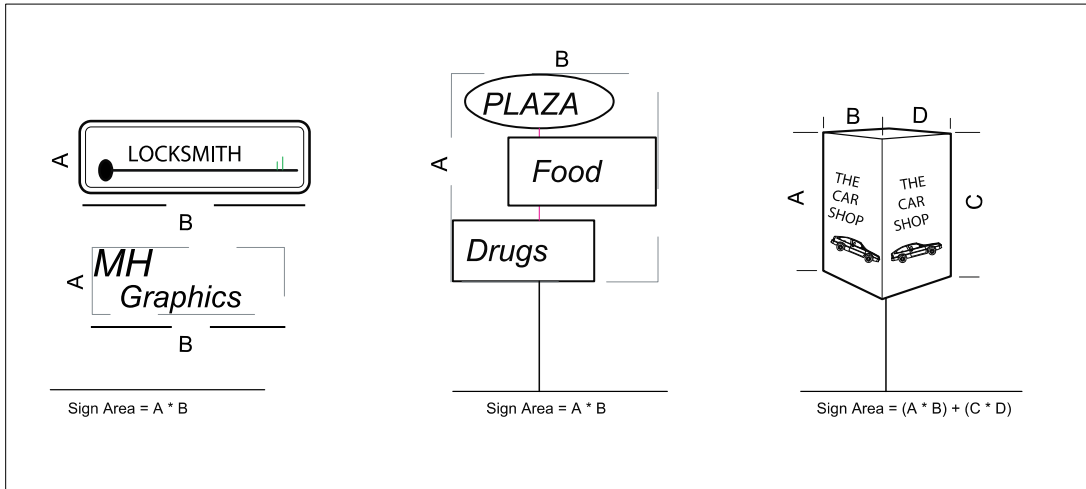 A
LOCKSMITH
B
A
MH
Graphics
B
Sign Area = A * B
B
PLAZA
A
Food
Drugs
Sign Area = A * B
B
D
A
THE
CAR
SHOP
THE
CAR
SHOP
C
Sign Area = (A * B) + (C * D)